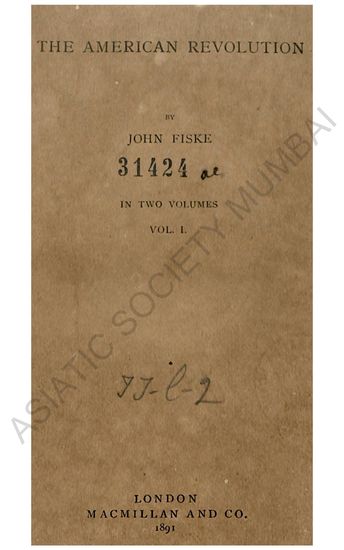 THE AMERICAN REVOLUTION
BY
JOHN FISKE
31424
IN TWO VOLUMES
VOL. I.
ASIATIC SOCIETY MUMBAI
LONDON
MACMILLAN AND CO.
1891